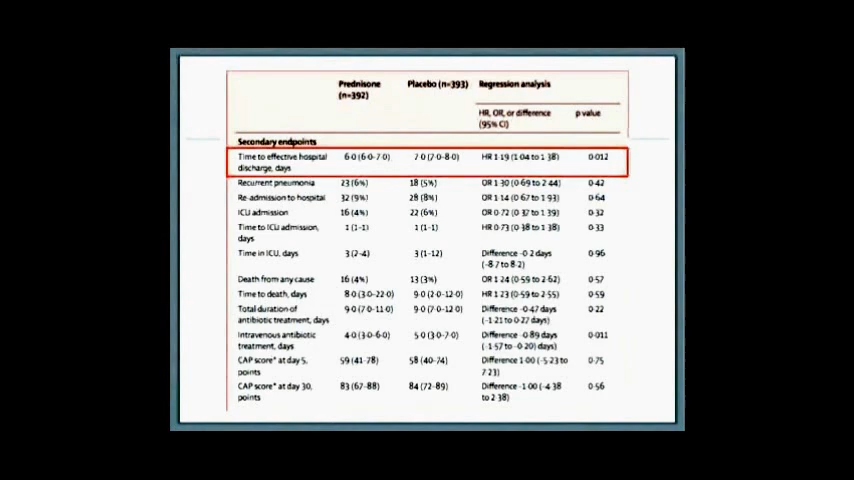 Prednisone Placebo (n=393) Regression analysis
(n=392)
HR, OR, or difference p value
(95% CI)
Secondary endpoints
Time to effective hospital 6·0 (6·0-7·0) 7·0 (7·0-8·0) HR 1·19 (1·04 to 1·38) 0·012
discharge, days
Recurrent pneumonia 23 (6%) 18 (5%) OR 1·30 (0·69 to 2·44) 0·42
Re-admission to hospital 32 (9%) 28 (8%) OR 1·14 (0·67 to 1·93) 0·64
ICU admission 16 (4%) 22 (6%) OR 0·72 (0·37 to 1·39) 0·32
Time to ICU admission, 1 (1-1) 1 (1-1) HR 0·73 (0·38 to 1·38) 0·33
days
Time in ICU, days 3 (2-4) 3 (1-12) Difference -0·2 days 0·96
(-8·7 to 8·2)
Death from any cause 16 (4%) 13 (3%) OR 1·24 (0·59 to 2·62) 0·57
Time to death, days 8·0 (3·0-22·0) 9·0 (2·0-12·0) HR 1·23 (0·59 to 2·55) 0·59
Total duration of 9·0 (7·0-11·0) 9·0 (7·0-12·0) Difference -0·47 days 0·22
antibiotic treatment, days (-1·21 to 0·27 days)
Intravenous antibiotic 4·0 (3·0-6·0) 5·0 (3·0-7·0) Difference -0·89 days 0·011
treatment, days (-1·57 to -0·20) days)
CAP score* at day 5, 59 (41-78) 58 (40-74) Difference 1·00 (-5·23 to 0·75
points 7·23)
CAP score* at day 30, 83 (67-88) 84 (72-89) Difference -1·00 (-4·38 0·56
points to 2·38)